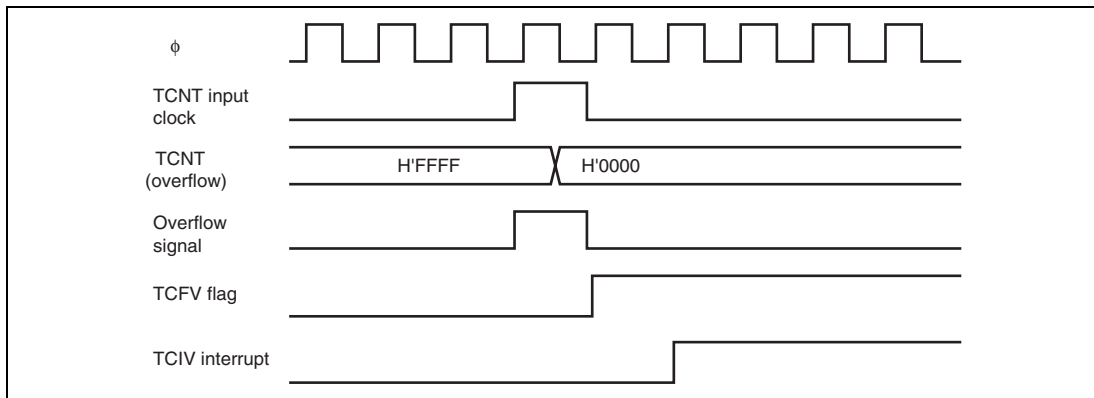 ϕ
TCNT input
clock
TCNT
(overflow)
H'FFFF
H'0000
Overflow
signal
TCFV flag
TCIV interrupt